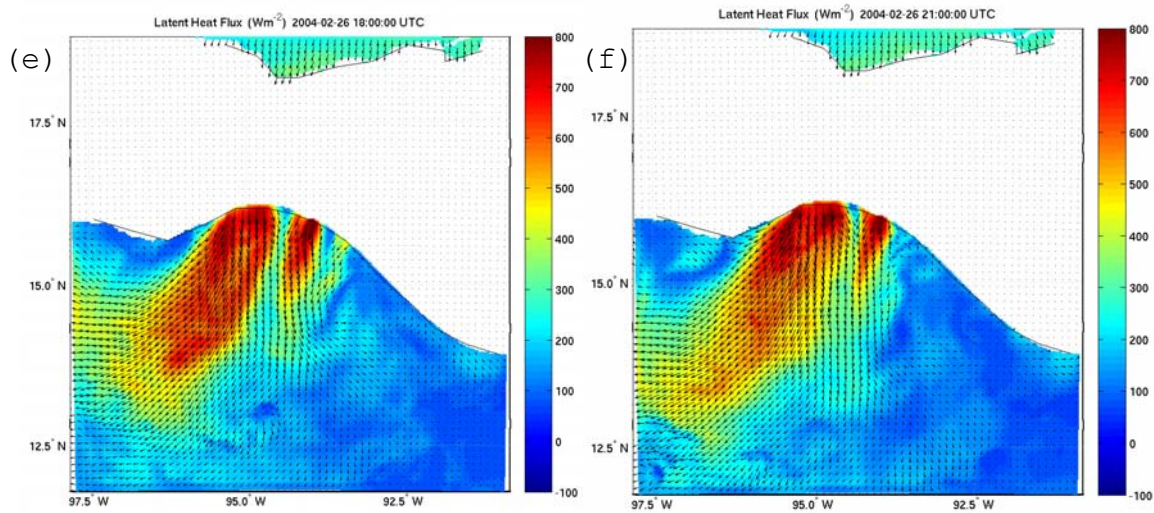 Latent Heat Flux (Wm-2) 2004-02-26 18:00:00 UTC
(e)
17.5° N
15.0° N
12.5° N
97.5° W
95.0° W
92.5° W
800
700
600
500
400
300
200
100
0
-100
Latent Heat Flux (Wm-2) 2004-02-26 21:00:00 UTC
(f)
17.5° N
15.0° N
12.5° N
97.5° W
95.0° W
92.5° W
800
700
600
500
400
300
200
100
0
-100